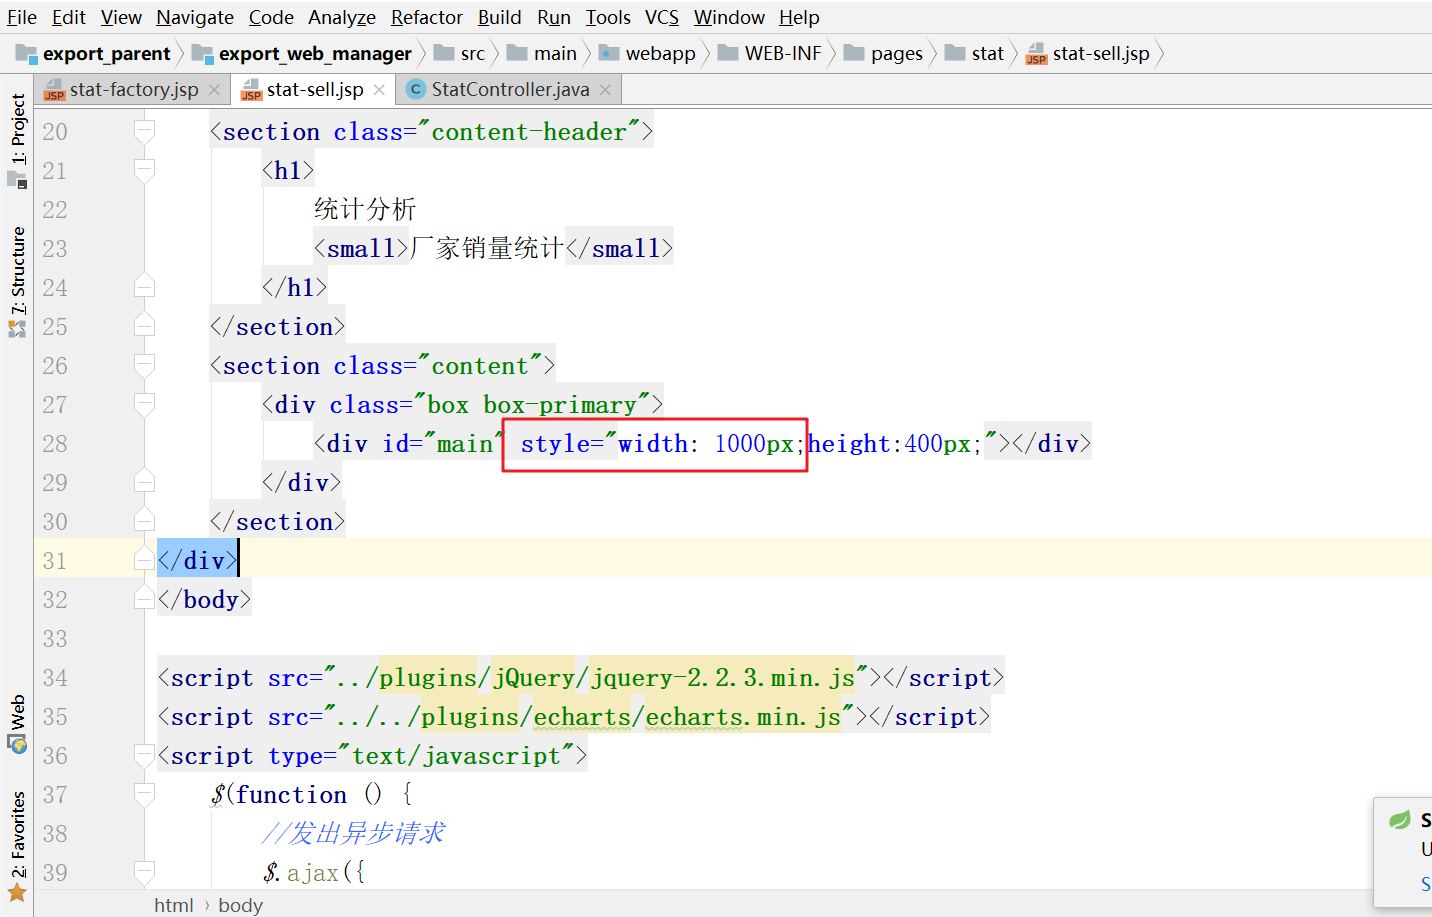 File Edit View Navigate Code Analyze Refactor Build Run Tools VCS Window Help
export_parent export_web_manager src main webapp WEB-INF pages stat stat-sell.jsp
stat-factory.jsp stat-sell.jsp StatController.java
1: Project
7: Structure
Web
2: Favorites
20 <section class="content-header">
21 <h1>
22 统计分析
23 <small>厂家销量统计</small>
24 </h1>
25 </section>
26 <section class="content">
27 <div class="box box-primary">
28 <div id="main" style="width: 1000px;height:400px;"></div>
29 </div>
30 </section>
31 </div>
32 </body>
33
34 <script src="../plugins/jQuery/jquery-2.2.3.min.js"></script>
35 <script src="../../plugins/echarts/echarts.min.js"></script>
36 <script type="text/javascript">
37 $(function () {
38 //发出异步请求
39 $.ajax({
S
U
S
html › body